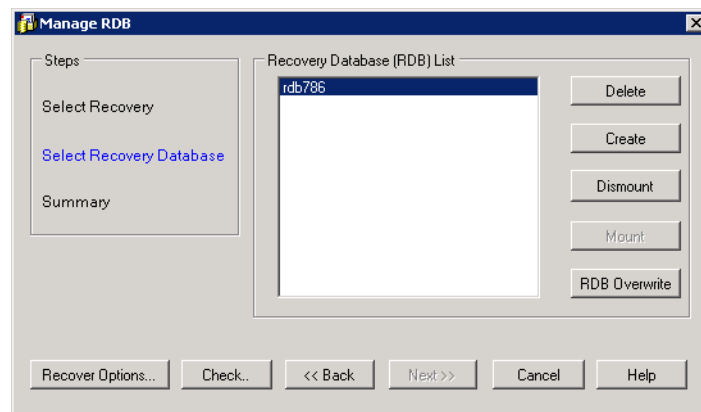 Manage RDB
Steps
Select Recovery
Select Recovery Database
Summary
Recovery Database (RDB) List
rdb786
Delete
Create
Dismount
Mount
RDB Overwrite
Recover Options...
Check..
<< Back
Next >>
Cancel
Help